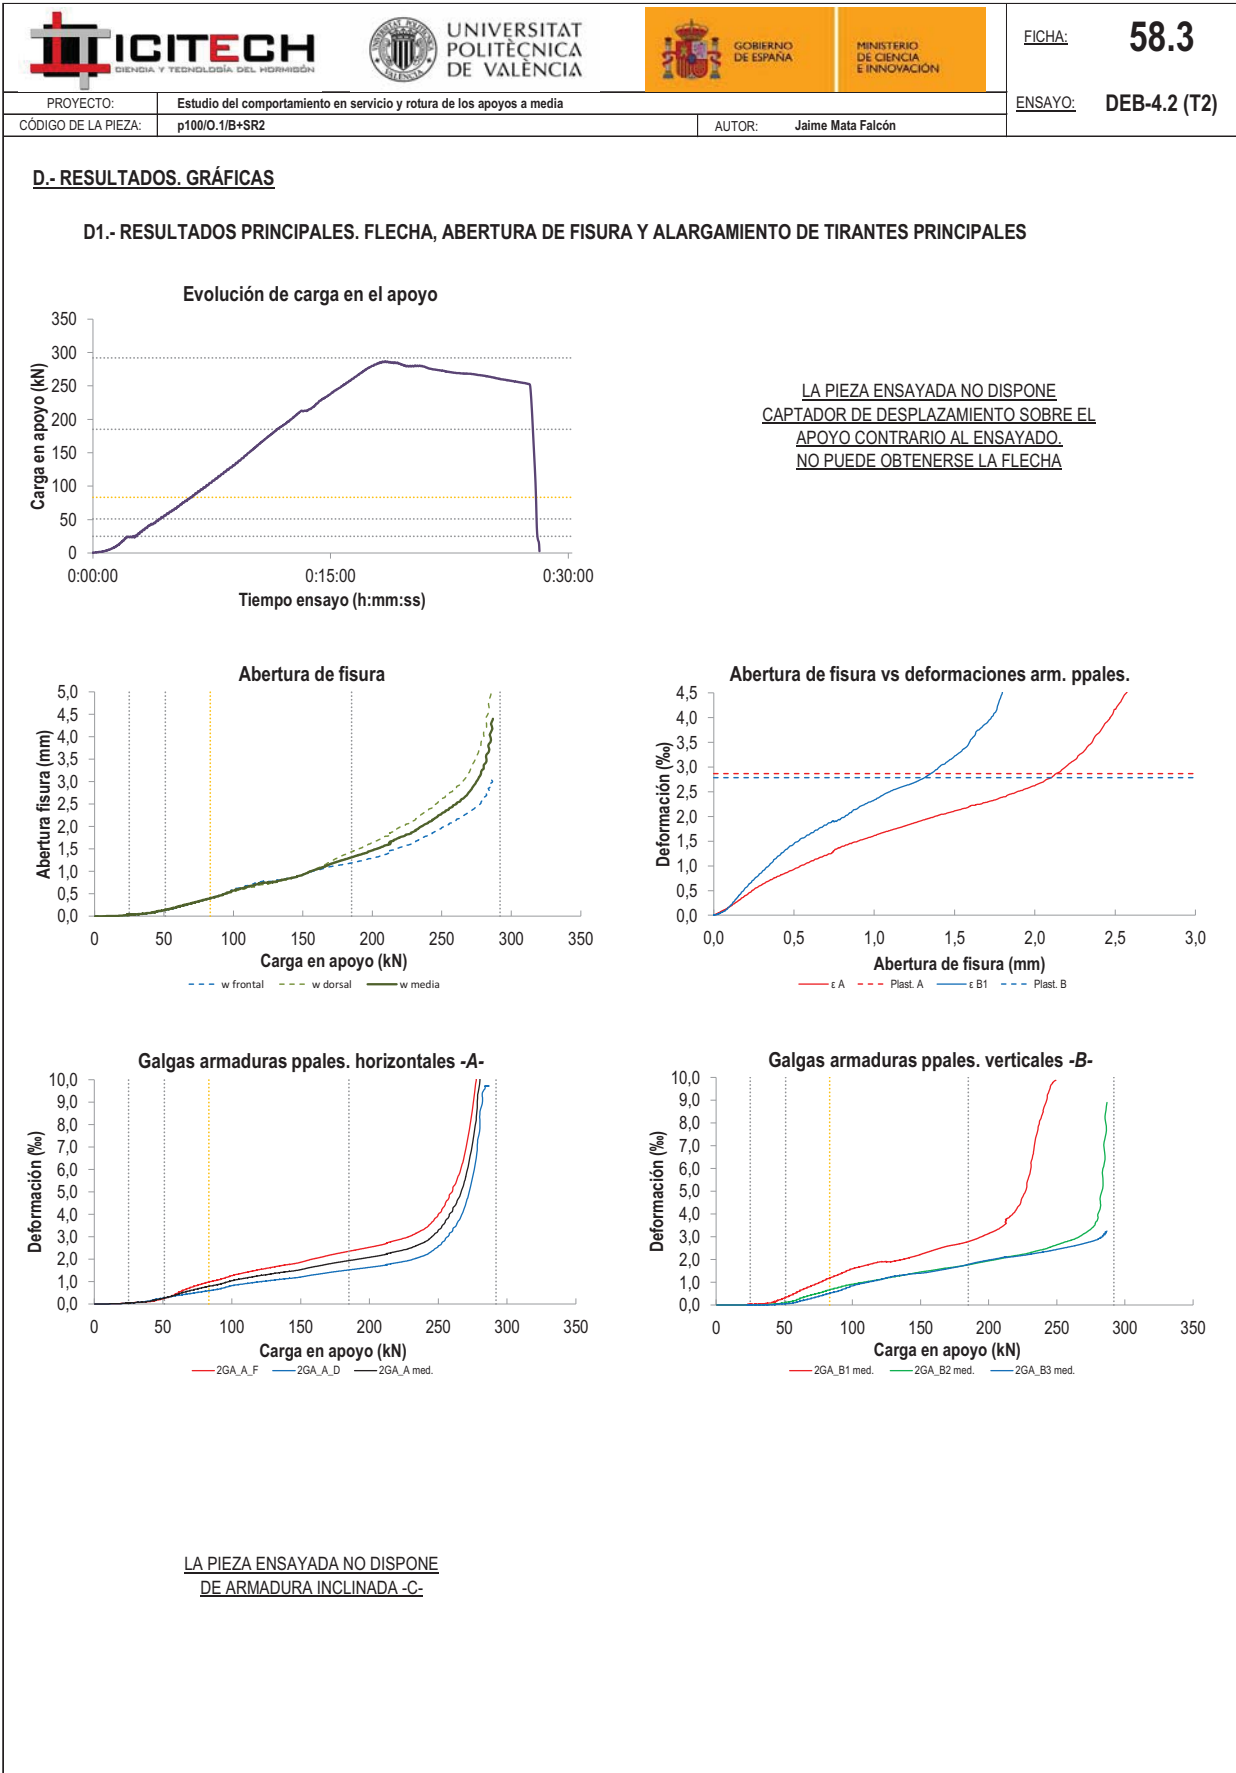 ICITECH
CIENCIA Y TECNOLOGÍA DEL HORMIGÓN
UNIVERSITAT
POLITÈCNICA
DE VALÈNCIA
GOBIERNO
DE ESPAÑA
MINISTERIO
DE CIENCIA
E INNOVACIÓN
FICHA: 58.3
PROYECTO: Estudio del comportamiento en servicio y rotura de los apoyos a media
ENSAYO: DEB-4.2 (T2)
CÓDIGO DE LA PIEZA: p100/O.1/B+SR2 AUTOR: Jaime Mata Falcón
D.- RESULTADOS. GRÁFICAS
D1.- RESULTADOS PRINCIPALES. FLECHA, ABERTURA DE FISURA Y ALARGAMIENTO DE TIRANTES PRINCIPALES
Evolución de carga en el apoyo
Carga en apoyo (kN)
350
300
250
200
150
100
50
0
0:00:00 0:15:00 0:30:00
Tiempo ensayo (h:mm:ss)
LA PIEZA ENSAYADA NO DISPONE
CAPTADOR DE DESPLAZAMIENTO SOBRE EL
APOYO CONTRARIO AL ENSAYADO.
NO PUEDE OBTENERSE LA FLECHA
Abertura de fisura
Abertura fisura (mm)
5,0
4,5
4,0
3,5
3,0
2,5
2,0
1,5
1,0
0,5
0,0
0 50 100 150 200 250 300 350
Carga en apoyo (kN)
w frontal w dorsal w media
Abertura de fisura vs deformaciones arm. ppales.
Deformación (‰)
4,5
4,0
3,5
3,0
2,5
2,0
1,5
1,0
0,5
0,0
0,0 0,5 1,0 1,5 2,0 2,5 3,0
Abertura de fisura (mm)
ε A Plast. A ε B1 Plast. B
Galgas armaduras ppales. horizontales -A-
Deformación (‰)
10,0
9,0
8,0
7,0
6,0
5,0
4,0
3,0
2,0
1,0
0,0
0 50 100 150 200 250 300 350
Carga en apoyo (kN)
2GA_A_F 2GA_A_D 2GA_A med.
Galgas armaduras ppales. verticales -B-
Deformación (‰)
10,0
9,0
8,0
7,0
6,0
5,0
4,0
3,0
2,0
1,0
0,0
0 50 100 150 200 250 300 350
Carga en apoyo (kN)
2GA_B1 med. 2GA_B2 med. 2GA_B3 med.
LA PIEZA ENSAYADA NO DISPONE
DE ARMADURA INCLINADA -C-